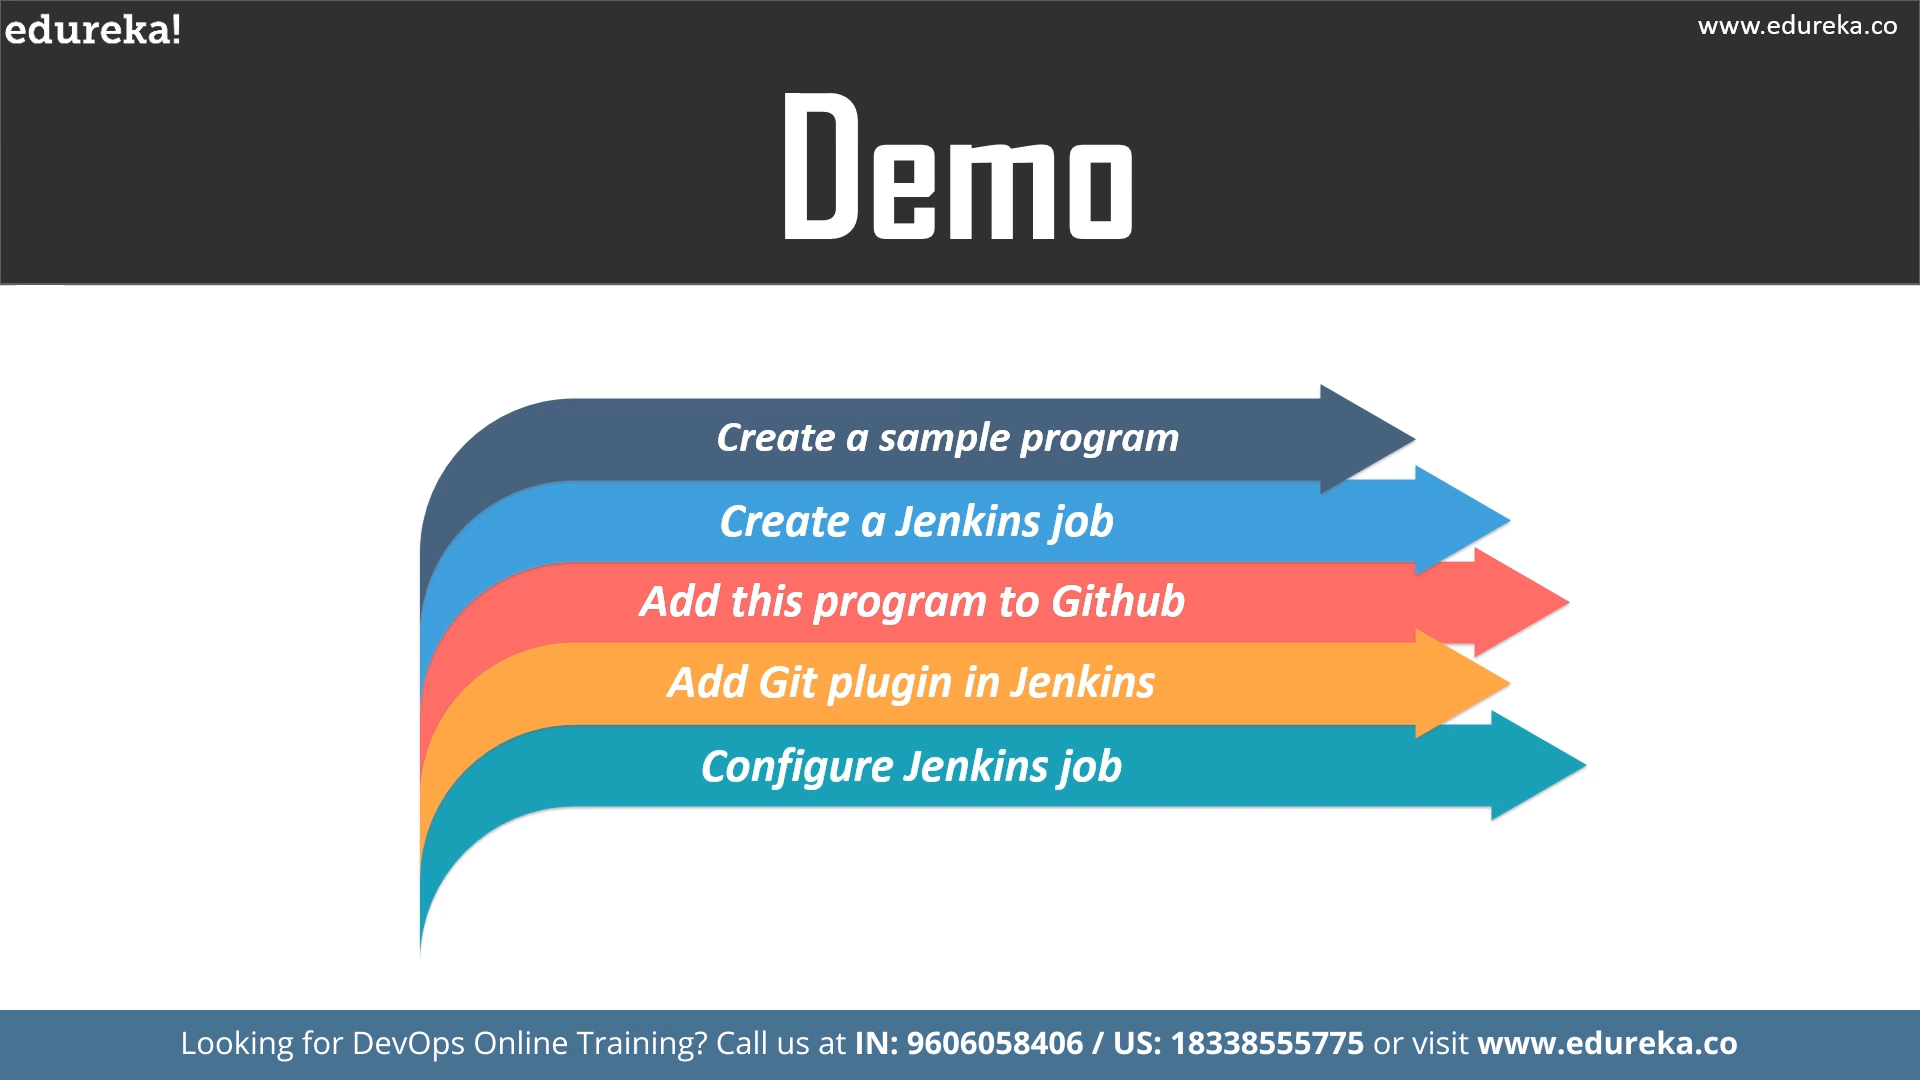 edureka!
www.edureka.co
Demo
Create a sample program
Create a Jenkins job
Add this program to Github
Add Git plugin in Jenkins
Configure Jenkins job
Looking for DevOps Online Training? Call us at IN: 9606058406 / US: 18338555775 or visit www.edureka.co